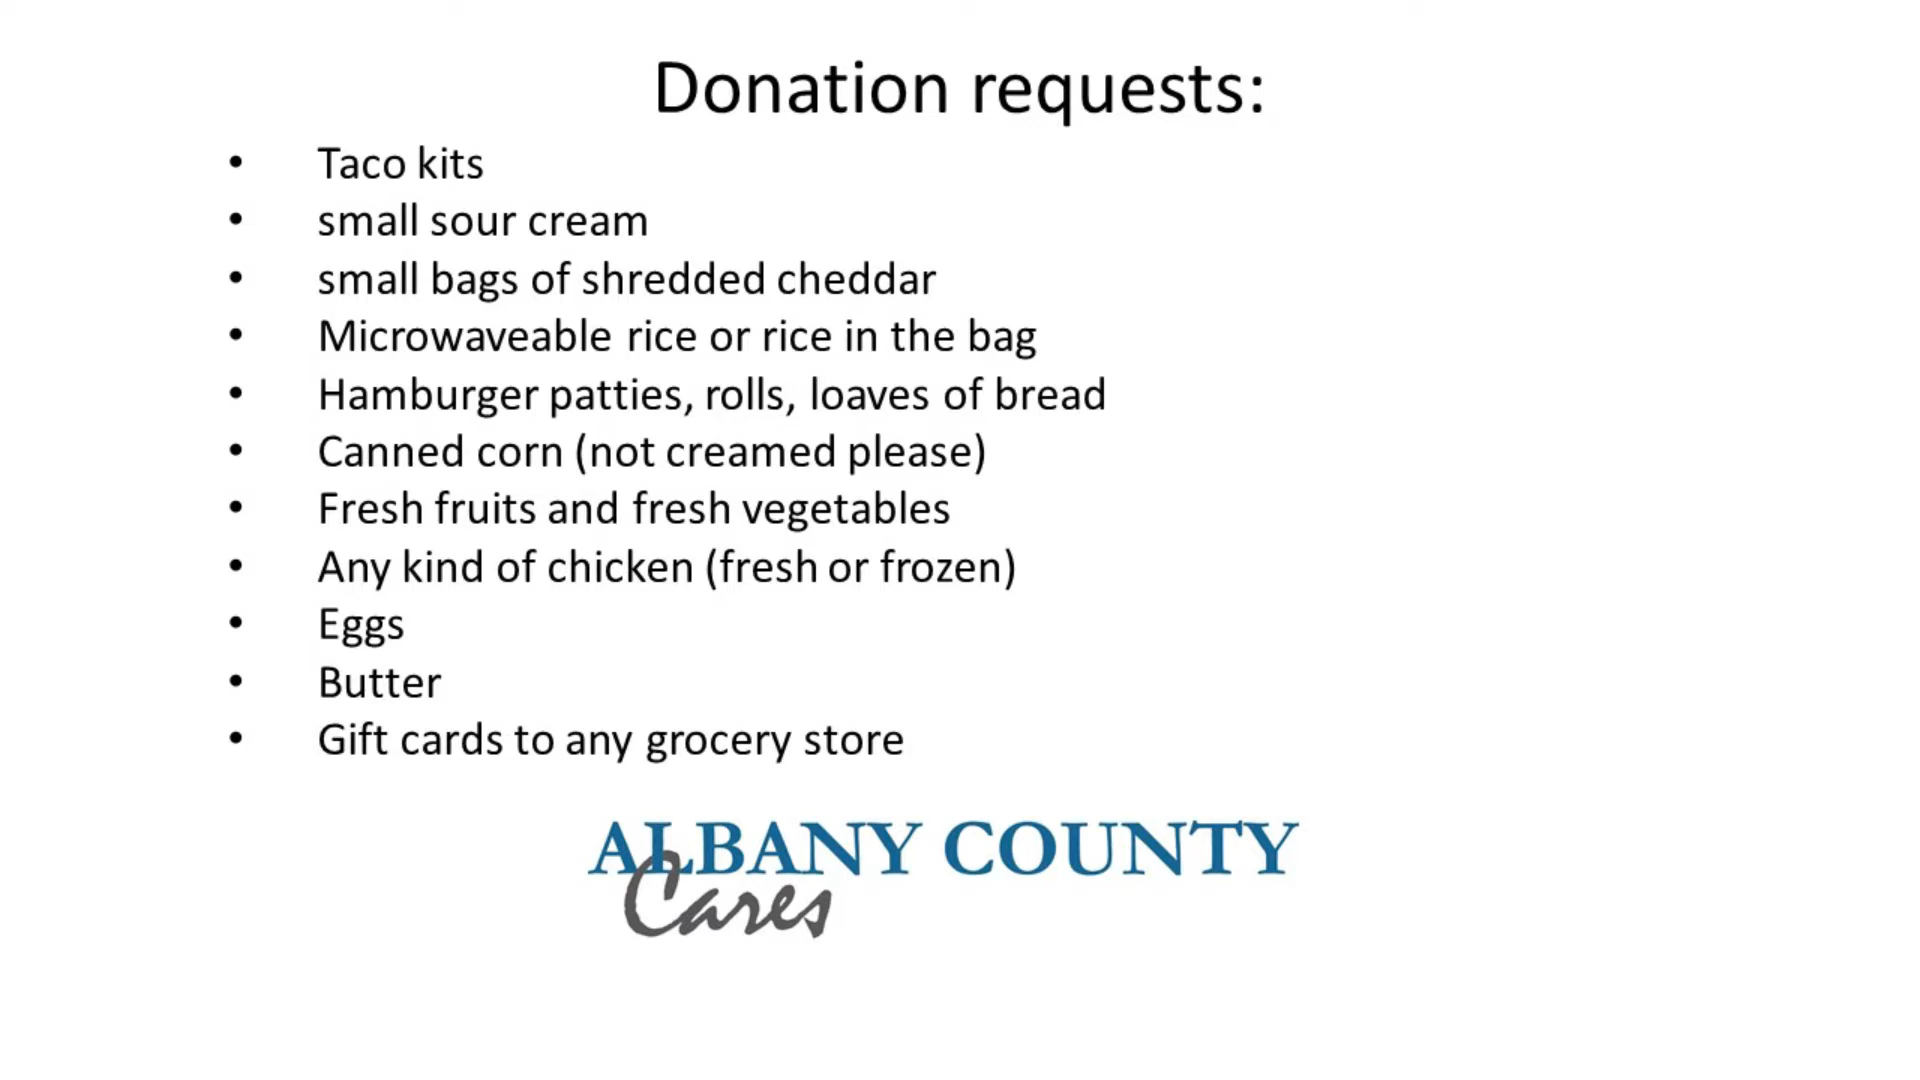 Donation requests:
• Taco kits
• small sour cream
• small bags of shredded cheddar
• Microwaveable rice or rice in the bag
• Hamburger patties, rolls, loaves of bread
• Canned corn (not creamed please)
• Fresh fruits and fresh vegetables
• Any kind of chicken (fresh or frozen)
• Eggs
• Butter
• Gift cards to any grocery store
ALBANY COUNTY
Cares